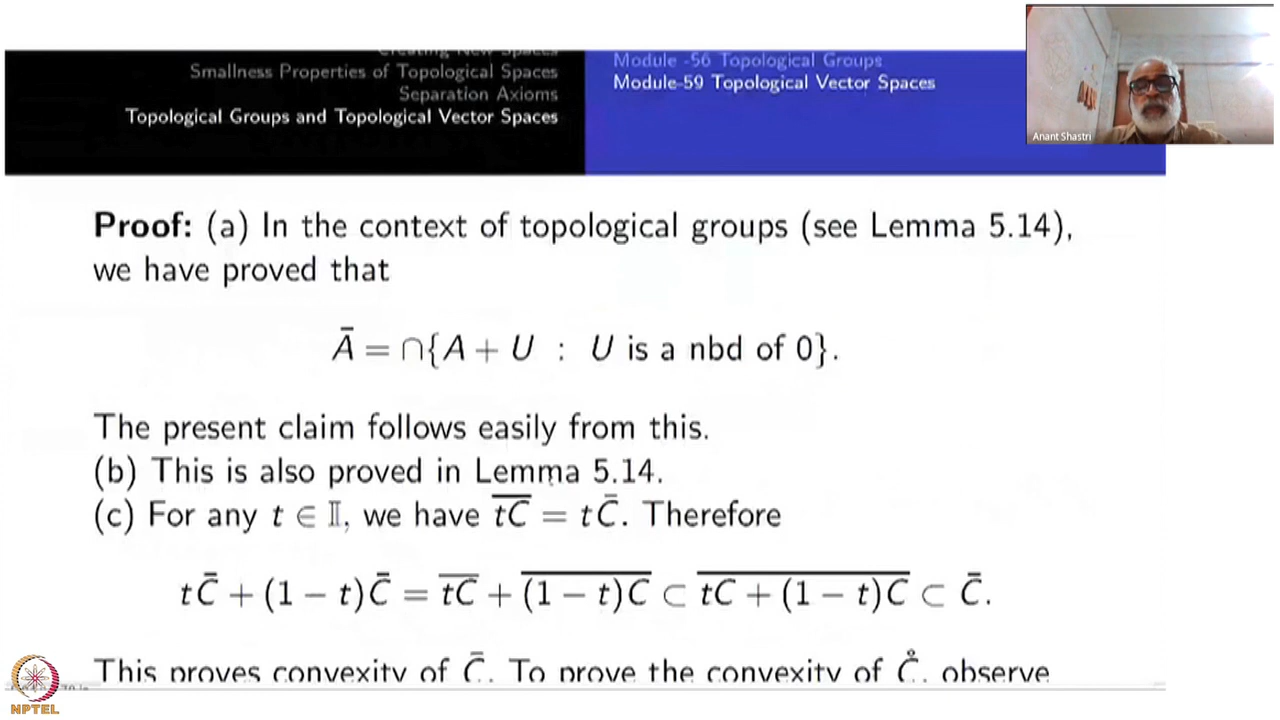 Creating New Spaces
Smallness Properties of Topological Spaces
Separation Axioms
Topological Groups and Topological Vector Spaces
Module -56 Topological Groups
Module-59 Topological Vector Spaces
Anant Shastri
Proof: (a) In the context of topological groups (see Lemma 5.14),
we have proved that
Ā = ∩{A + U : U is a nbd of 0}.
The present claim follows easily from this.
(b) This is also proved in Lemma 5.14.
(c) For any t ∈ 𝕀, we have \overline{tC} = tC̄. Therefore
tC̄ + (1 − t)C̄ = \overline{tC} + \overline{(1 − t)C} ⊂ \overline{tC + (1 − t)C} ⊂ C̄.
This proves convexity of C̄. To prove the convexity of C̊, observe
NPTEL